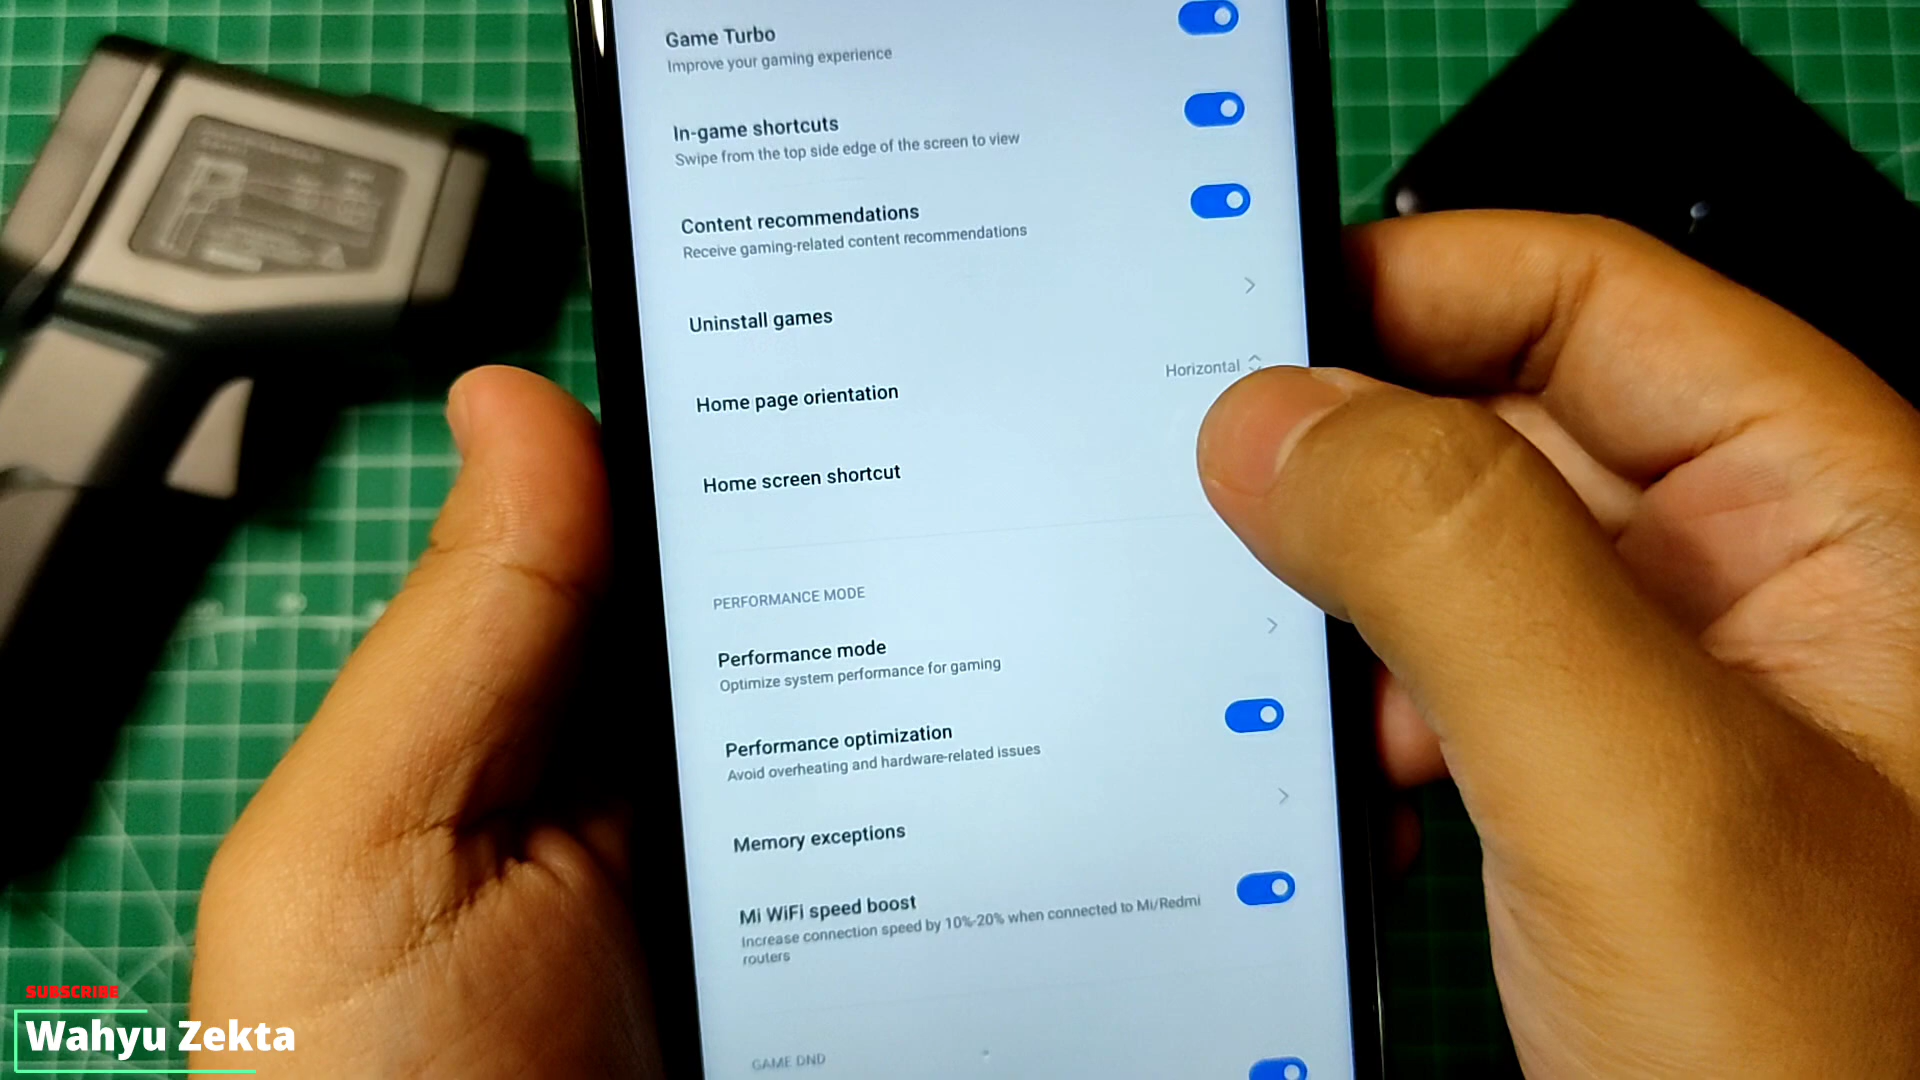 Game Turbo
Improve your gaming experience
In-game shortcuts
Swipe from the top side edge of the screen to view
Content recommendations
Receive gaming-related content recommendations
Uninstall games
Home page orientation
Horizontal
Home screen shortcut
PERFORMANCE MODE
Performance mode
Optimize system performance for gaming
Performance optimization
Avoid overheating and hardware-related issues
Memory exceptions
Mi WiFi speed boost
Increase connection speed by 10%-20% when connected to Mi/Redmi
routers
GAME DND
SUBSCRIBE
Wahyu Zekta